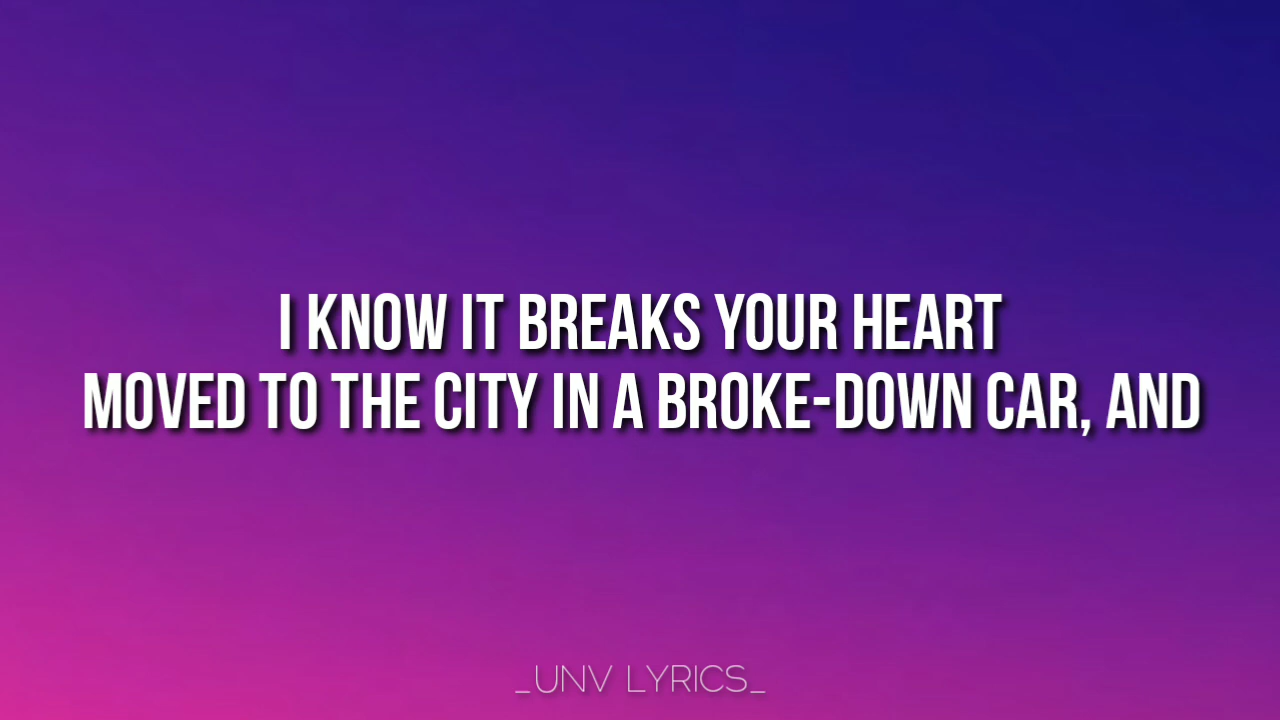 I KNOW IT BREAKS YOUR HEART
MOVED TO THE CITY IN A BROKE-DOWN CAR, AND
_UNV LYRICS_